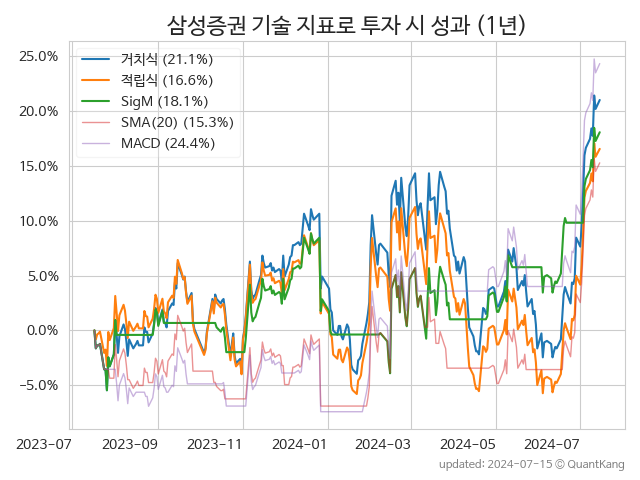 삼성증권 기술 지표로 투자 시 성과 (1년)
25.0%
20.0%
15.0%
10.0%
5.0%
0.0%
−5.0%
거치식 (21.1%)
적립식 (16.6%)
SigM (18.1%)
SMA(20) (15.3%)
MACD (24.4%)
2023-07 2023-09 2023-11 2024-01 2024-03 2024-05 2024-07
updated: 2024-07-15 © QuantKang